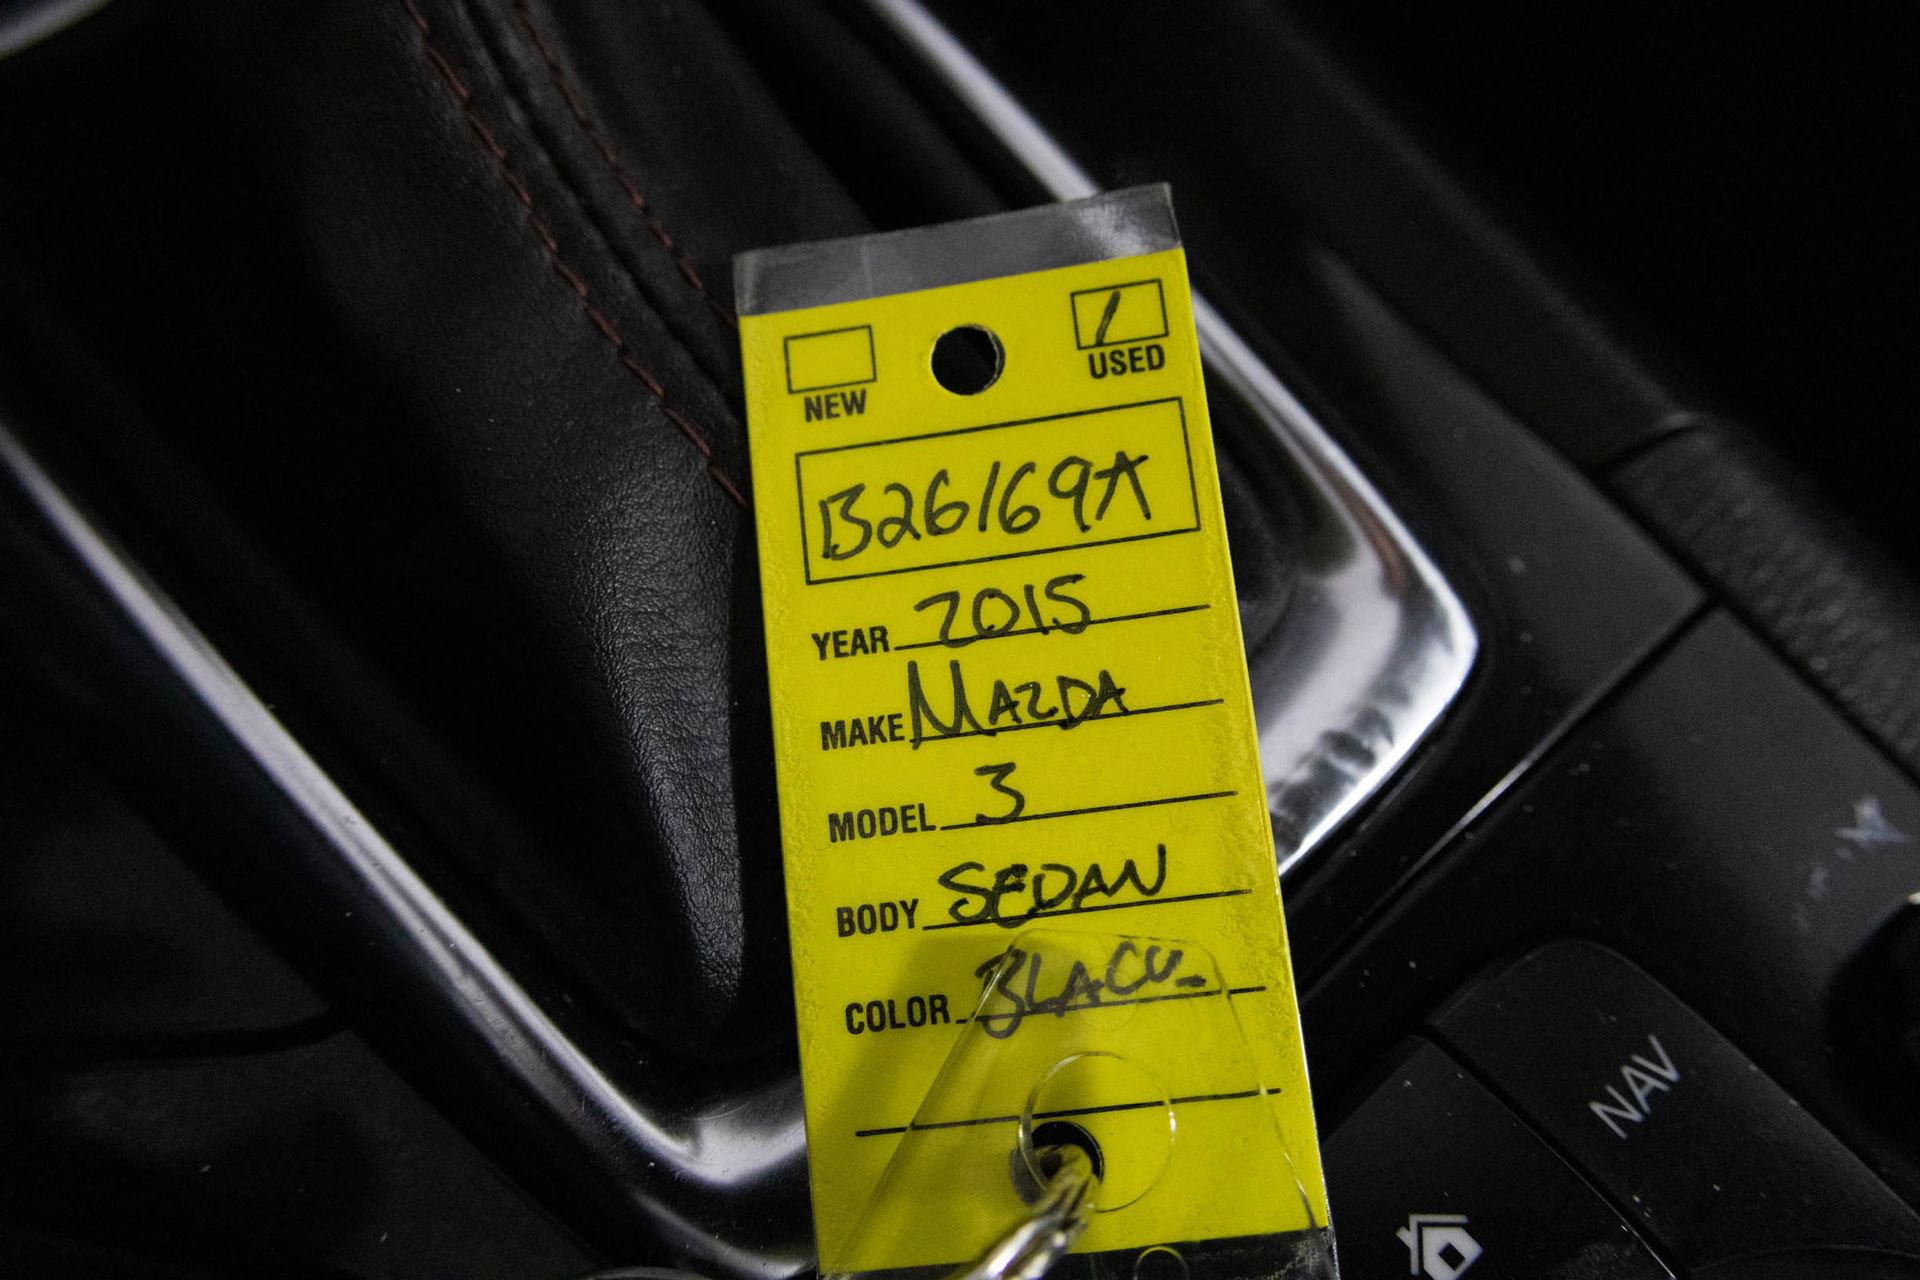 NEW USED
B26169A
YEAR 2015
MAKE MAZDA
MODEL 3
BODY SEDAN
COLOR BLACK
NAV